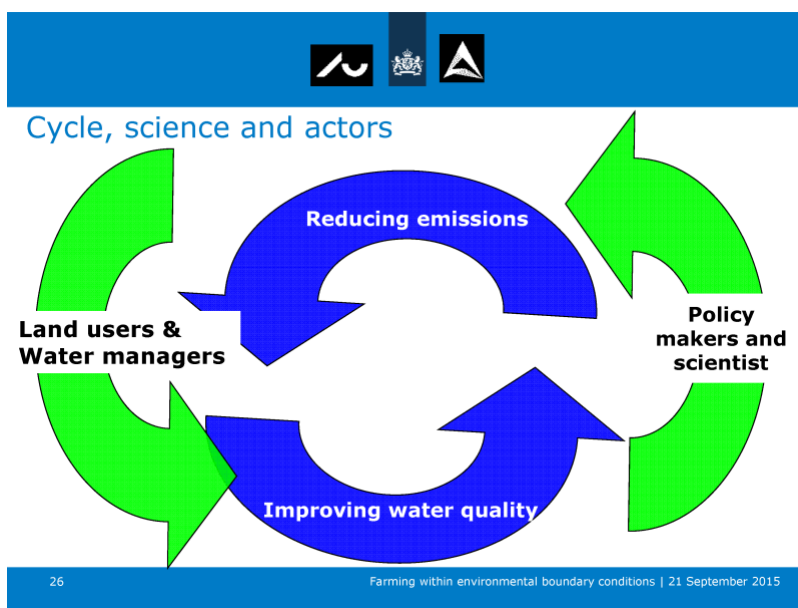 Cycle, science and actors
Reducing emissions
Land users &
Water managers
Policy
makers and
scientist
Improving water quality
26
Farming within environmental boundary conditions | 21 September 2015